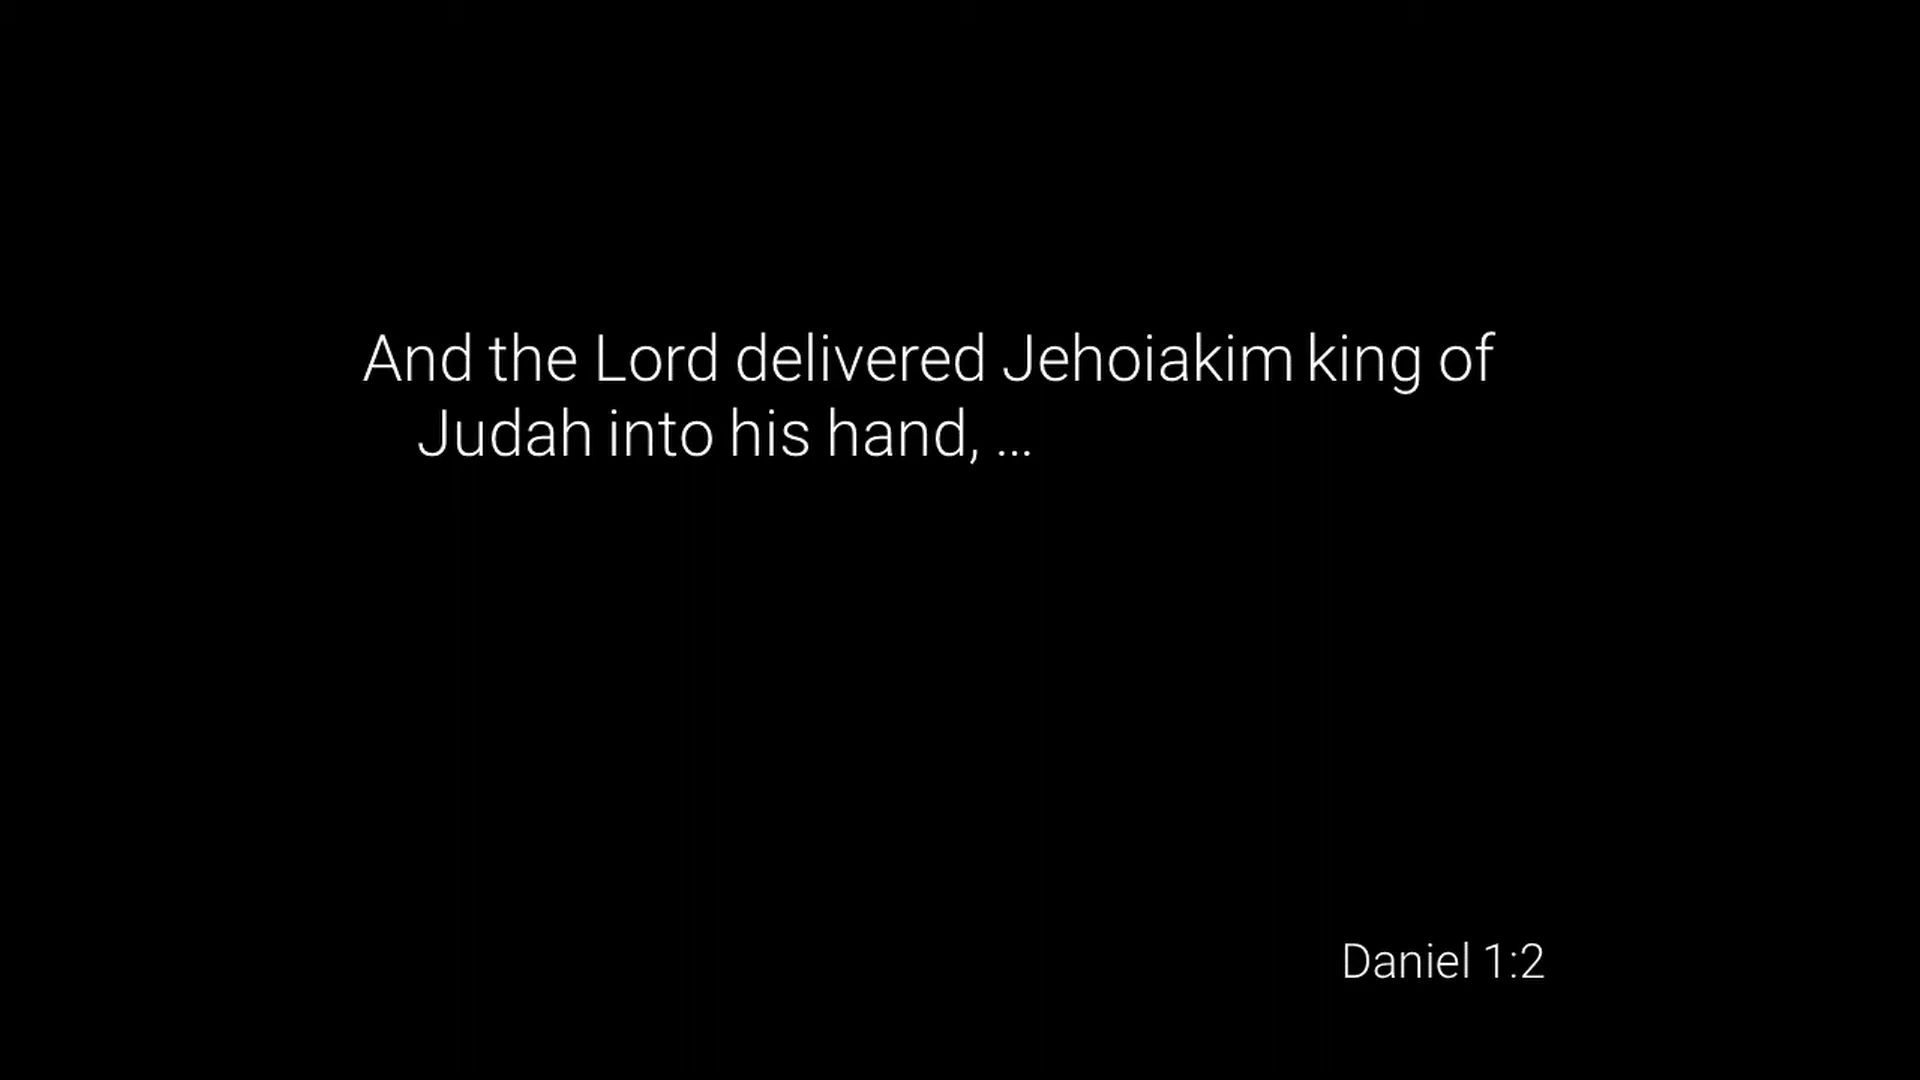 And the Lord delivered Jehoiakim king of
Judah into his hand, ...
Daniel 1:2